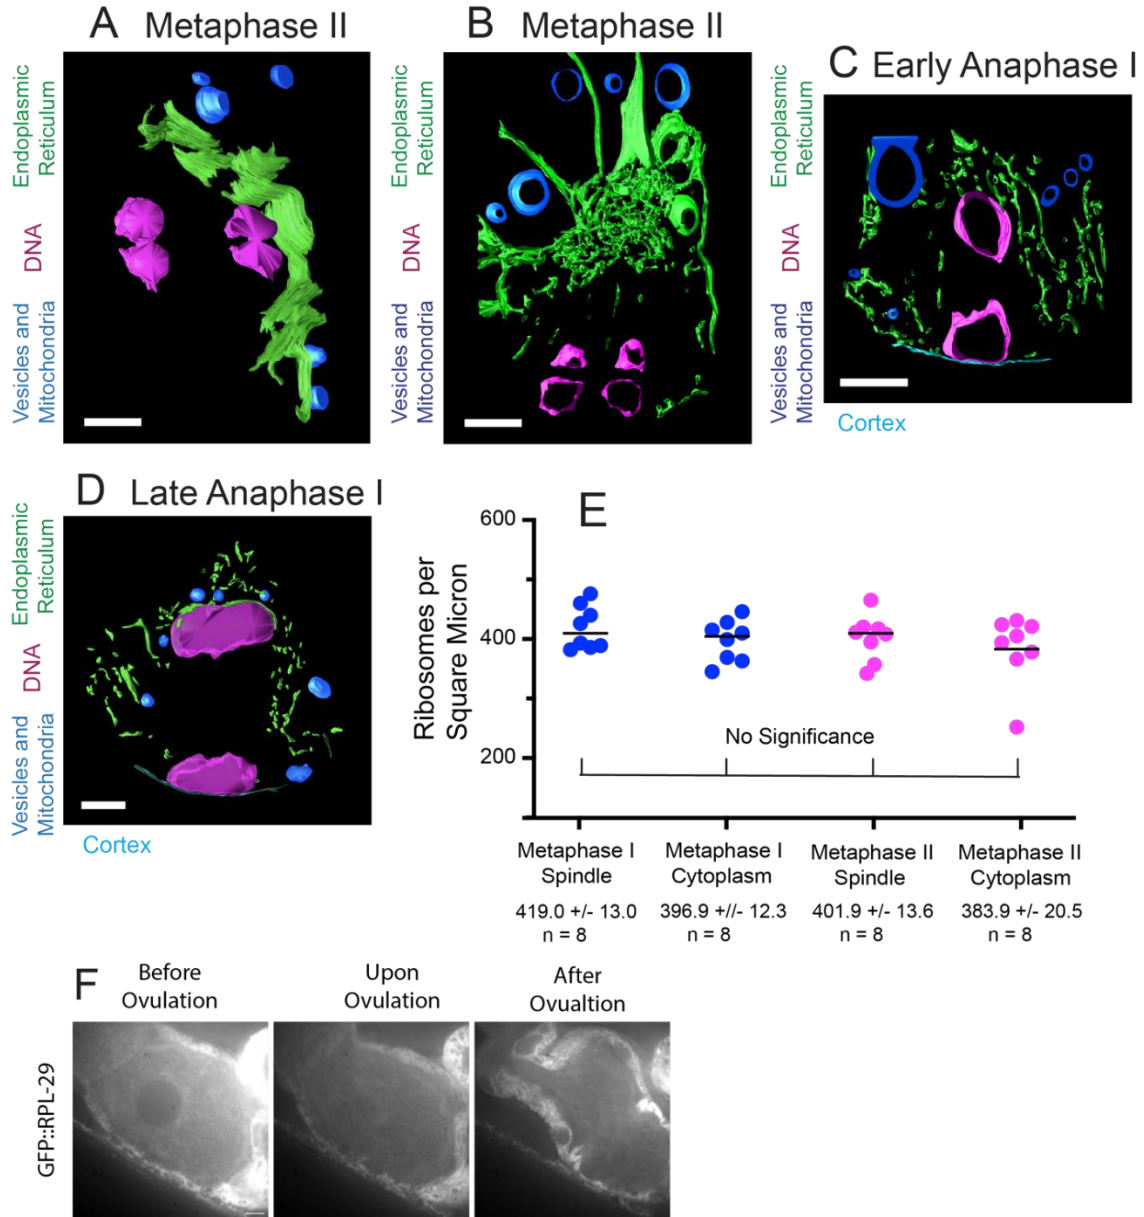 A Metaphase II
Endoplasmic
Reticulum
DNA
Vesicles and
Mitochondria
B Metaphase II
Endoplasmic
Reticulum
DNA
Vesicles and
Mitochondria
C Early Anaphase I
Endoplasmic
Reticulum
DNA
Vesicles and
Mitochondria
Cortex
D Late Anaphase I
Endoplasmic
Reticulum
DNA
Vesicles and
Mitochondria
Cortex
E
Ribosomes per
Square Micron
600
400
200
No Significance
Metaphase I
Spindle
419.0 +/- 13.0
n = 8
Metaphase I
Cytoplasm
396.9 +//- 12.3
n = 8
Metaphase II
Spindle
401.9 +/- 13.6
n = 8
Metaphase II
Cytoplasm
383.9 +/- 20.5
n = 8
F
Before
Ovulation
Upon
Ovulation
After
Ovualtion
GFP::RPL-29